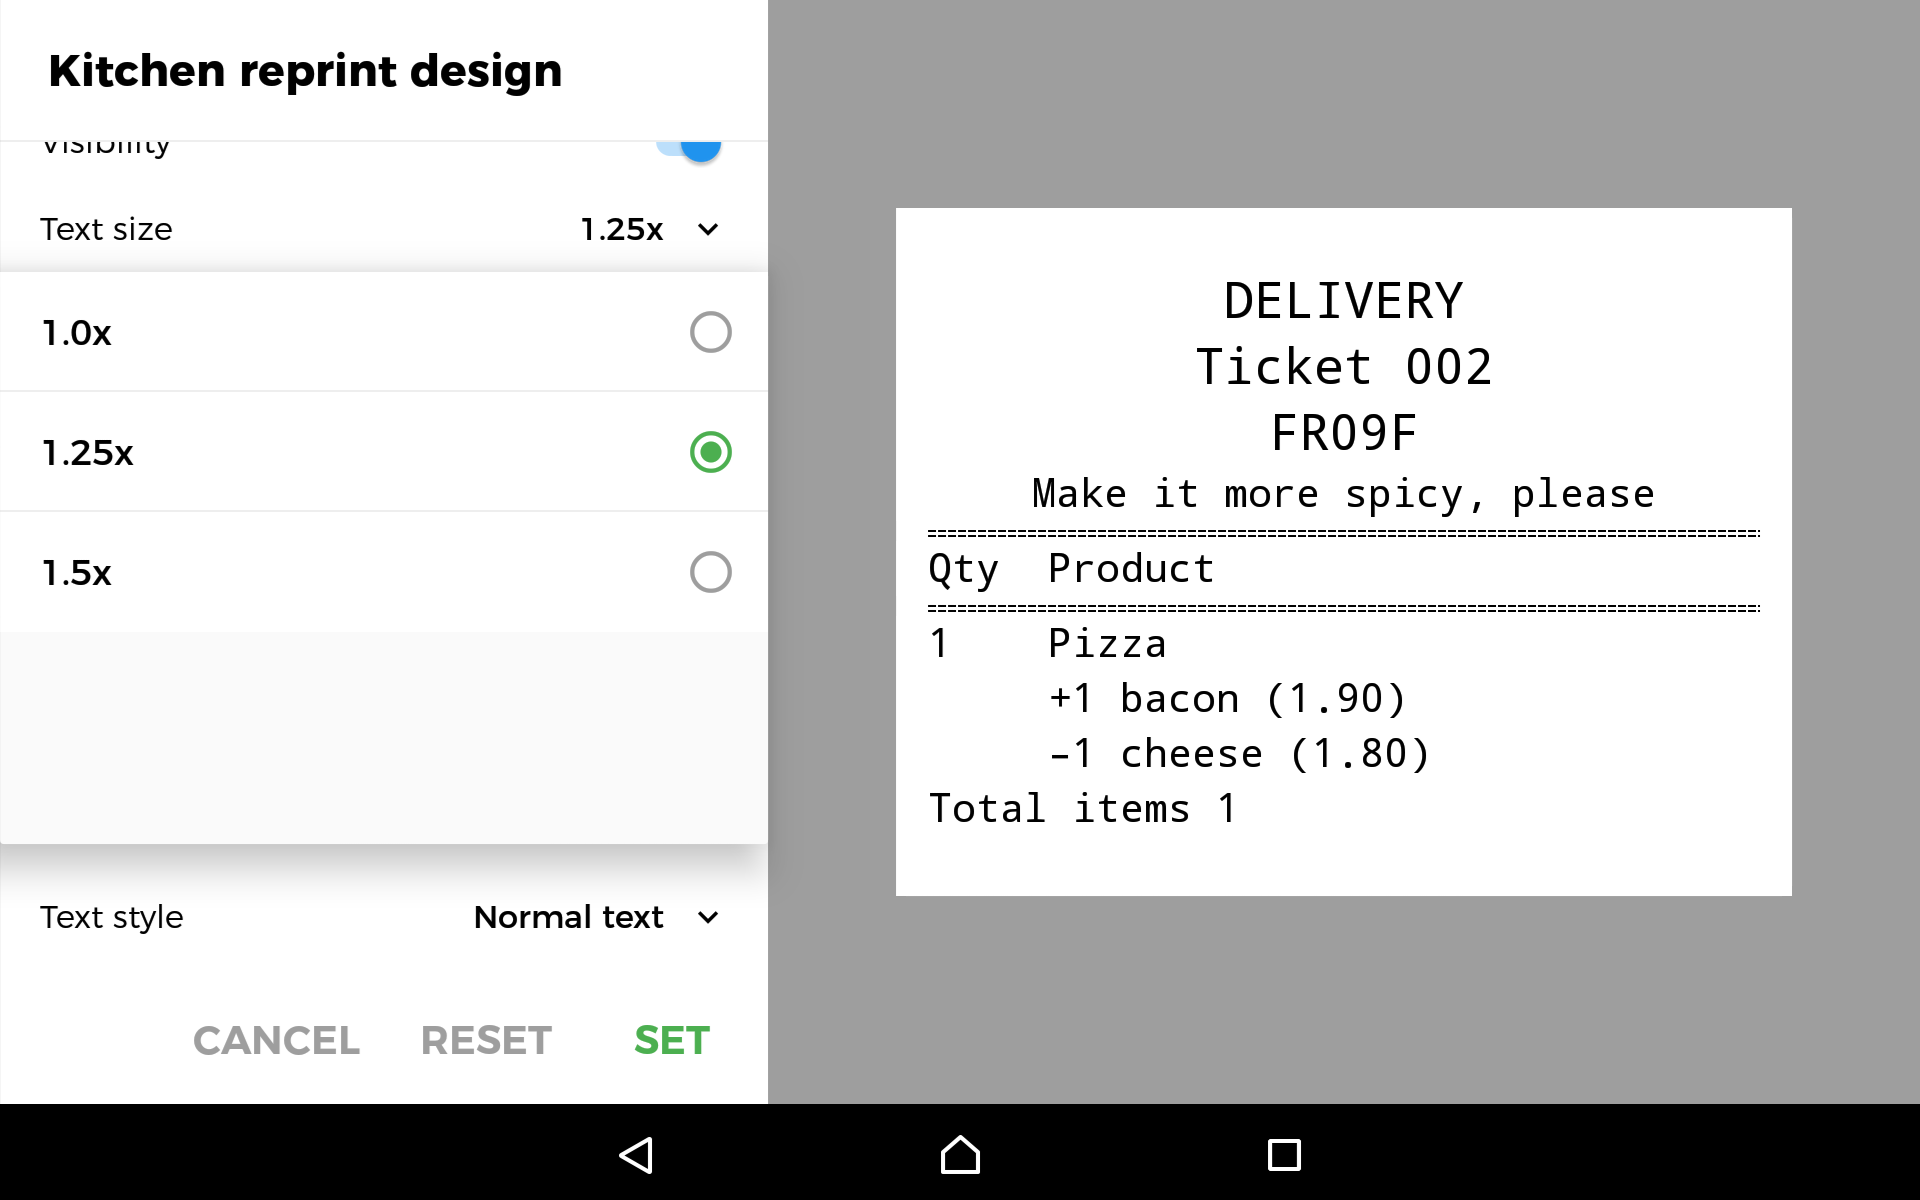 Kitchen reprint design
Visibility
Text size 1.25x
1.0x
1.25x
1.5x
Text style Normal text
CANCEL RESET SET
DELIVERY
Ticket 002
FR09F
Make it more spicy, please
Qty Product
1 Pizza
+1 bacon (1.90)
-1 cheese (1.80)
Total items 1